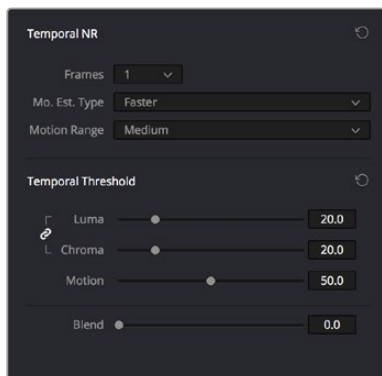 Temporal NR
Frames 1
Mo. Est. Type Faster
Motion Range Medium
Temporal Threshold
Luma 20.0
Chroma 20.0
Motion 50.0
Blend 0.0